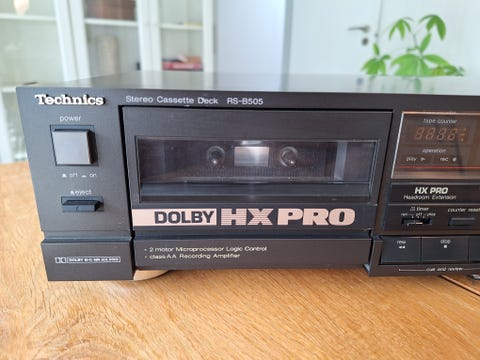 Technics
Stereo Cassette Deck RS-B505
power
off on
eject
DOLBY HX PRO
• 2 motor Microprocessor Logic Control
• class AA Recording Amplifier
DOLBY B-C NR HX PRO
tape counter
operation
play rec
HX PRO
Headroom Extension
timer
counter reset
rew
stop
cue and review